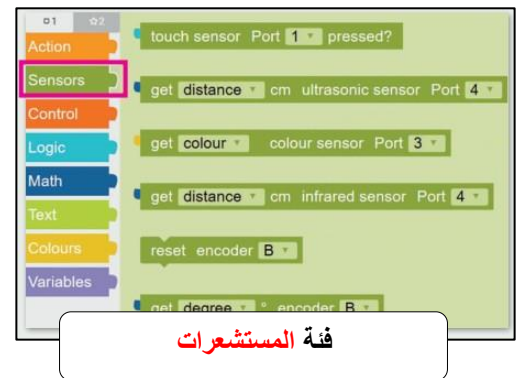 1 2
Action
Sensors
Control
Logic
Math
Text
Colours
Variables
touch sensor Port 1 pressed?
get distance cm ultrasonic sensor Port 4
get colour colour sensor Port 3
get distance cm infrared sensor Port 4
reset encoder B
get degree ° encoder B
فئة المستشعرات